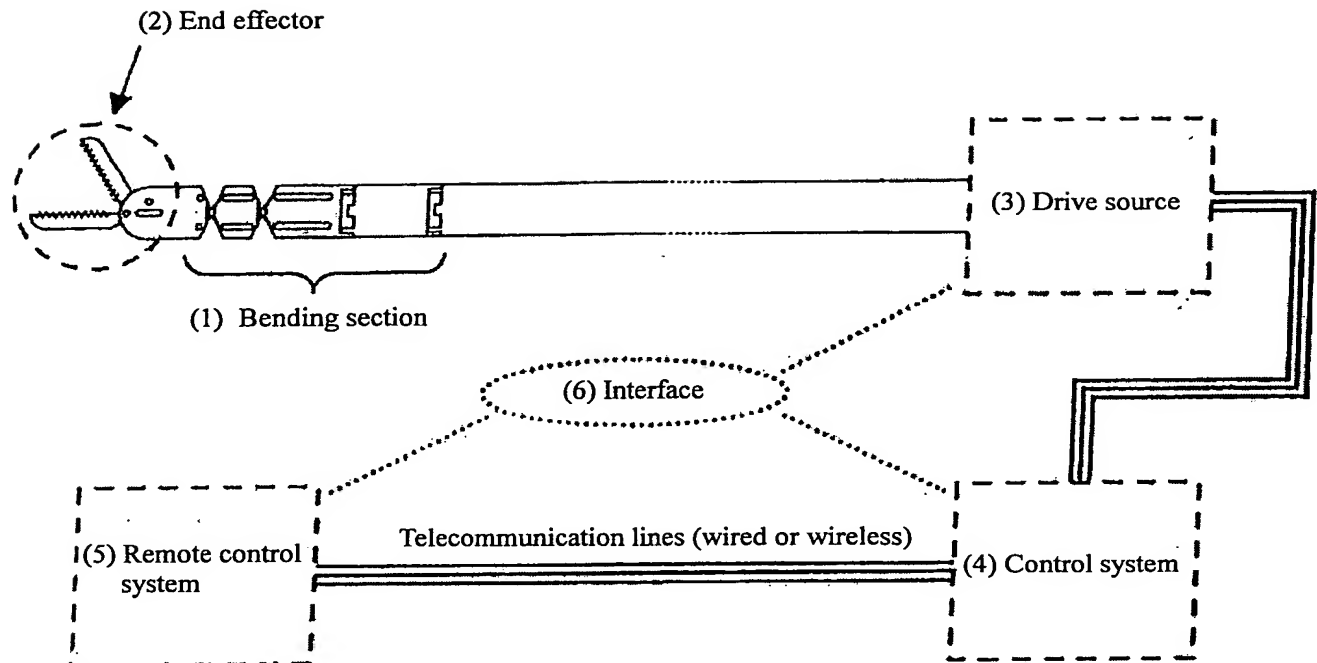 (2) End effector
(3) Drive source
(1) Bending section
(6) Interface
Telecommunication lines (wired or wireless)
(5) Remote control
system
(4) Control system